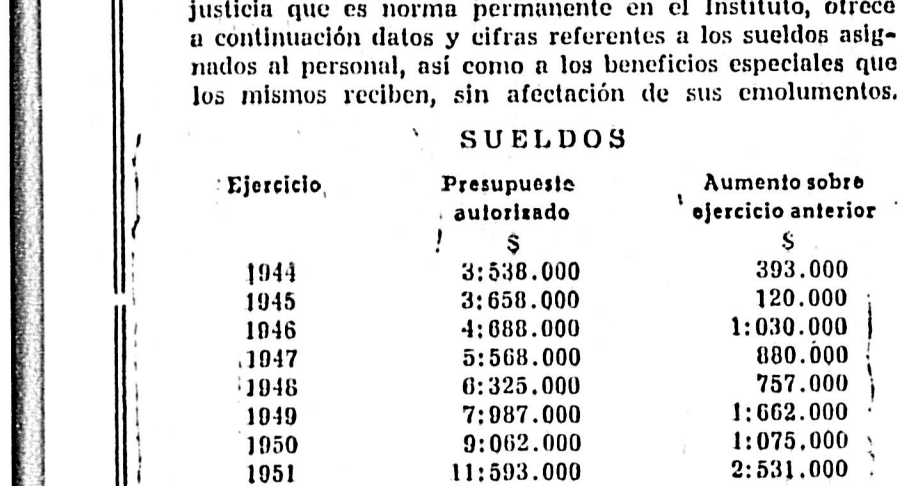 justicia que es norma permanente en el Instituto, ofrece
a continuación datos y cifras referentes a los sueldos asig-
nados al personal, así como a los beneficios especiales que
los mismos reciben, sin afectación de sus emolumentos.
SUELDOS
Ejercicio Presupuesto Aumento sobre
autorizado ejercicio anterior
$ $
1944 3:538.000 393.000
1945 3:658.000 120.000
1946 4:688.000 1:030.000
1947 5:568.000 880.000
1948 6:325.000 757.000
1949 7:987.000 1:662.000
1950 9:062.000 1:075.000
1951 11:593.000 2:531.000